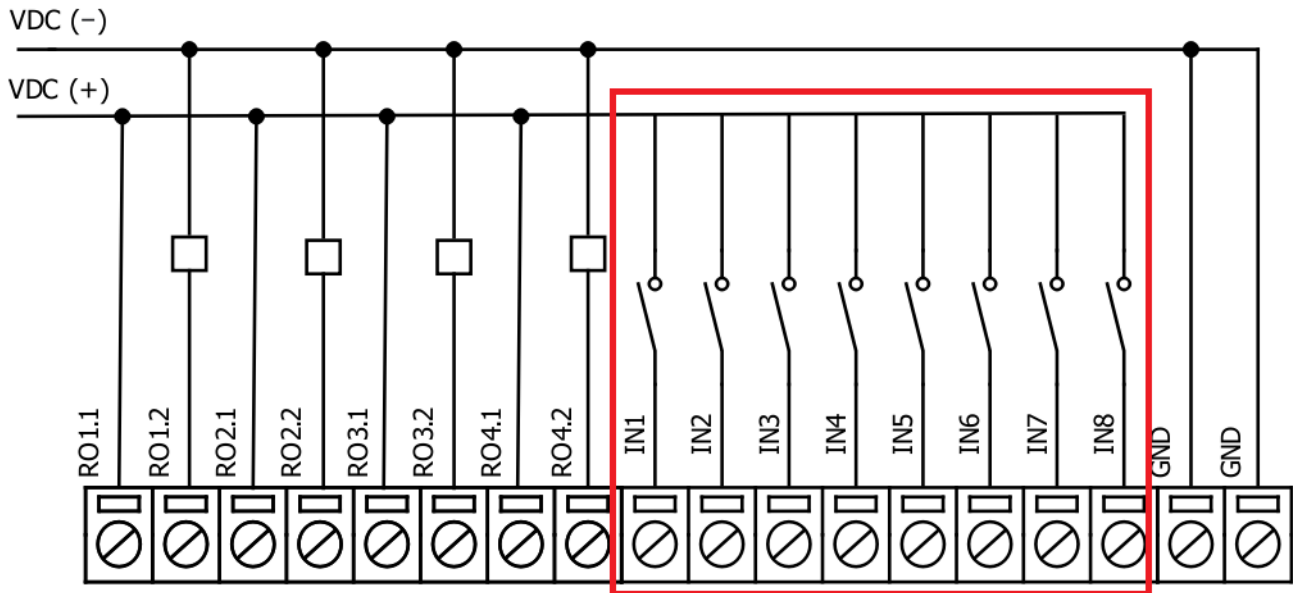 VDC (−)
VDC (+)
RO1.1
RO1.2
RO2.1
RO2.2
RO3.1
RO3.2
RO4.1
RO4.2
IN1
IN2
IN3
IN4
IN5
IN6
IN7
IN8
GND
GND